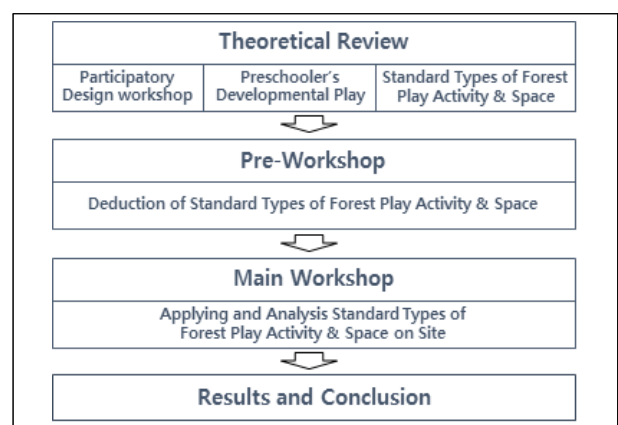 Theoretical Review
Participatory
Design workshop
Preschooler's
Developmental Play
Standard Types of Forest
Play Activity & Space
Pre-Workshop
Deduction of Standard Types of Forest Play Activity & Space
Main Workshop
Applying and Analysis Standard Types of
Forest Play Activity & Space on Site
Results and Conclusion